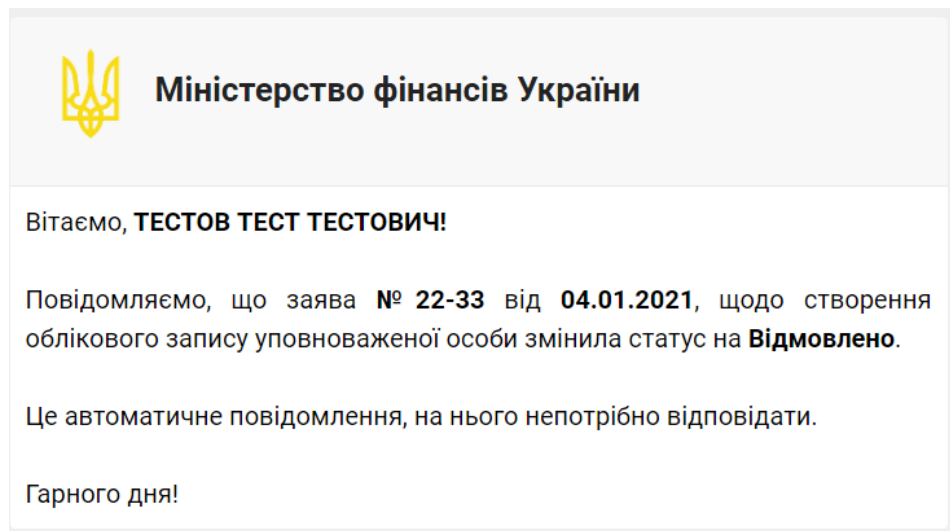 Міністерство фінансів України
Вітаємо, ТЕСТОВ ТЕСТ ТЕСТОВИЧ!
Повідомляємо, що заява № 22-33 від 04.01.2021, щодо створення
облікового запису уповноваженої особи змінила статус на Відмовлено.
Це автоматичне повідомлення, на нього непотрібно відповідати.
Гарного дня!